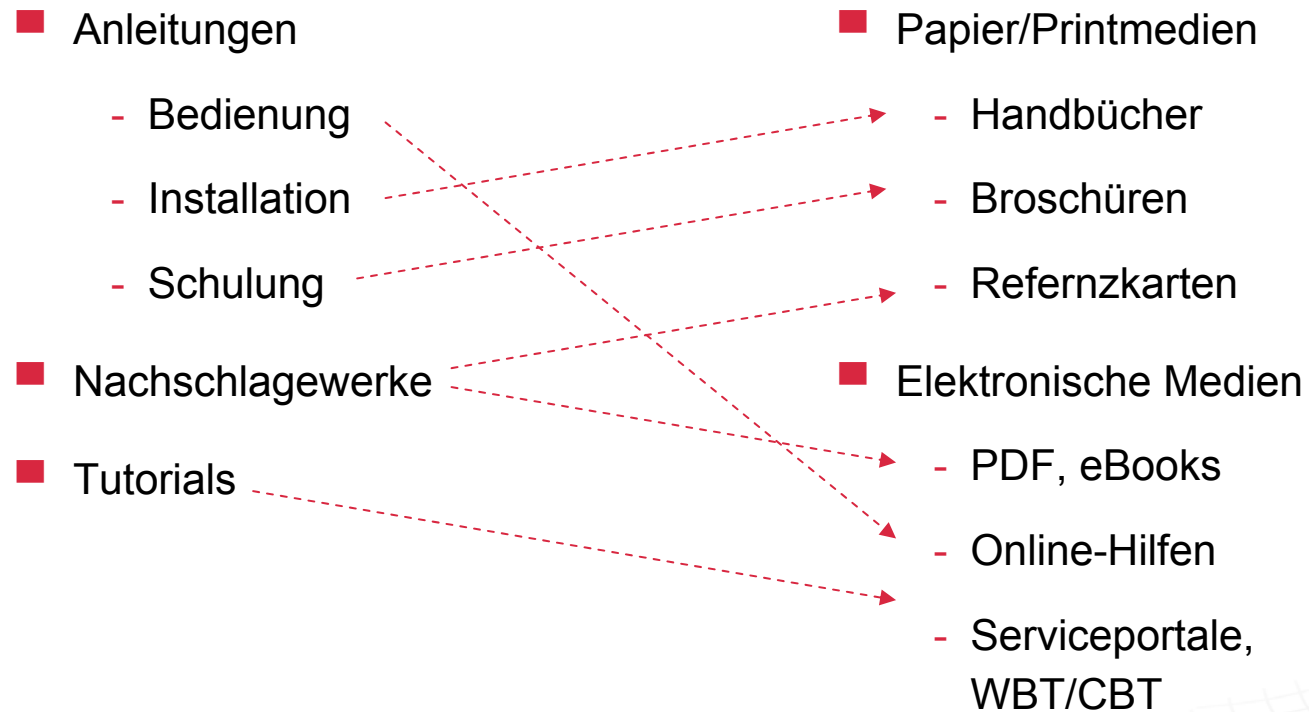 Anleitungen
- Bedienung
- Installation
- Schulung
Nachschlagewerke
Tutorials
Papier/Printmedien
- Handbücher
- Broschüren
- Refernzkarten
Elektronische Medien
- PDF, eBooks
- Online-Hilfen
- Serviceportale,
WBT/CBT